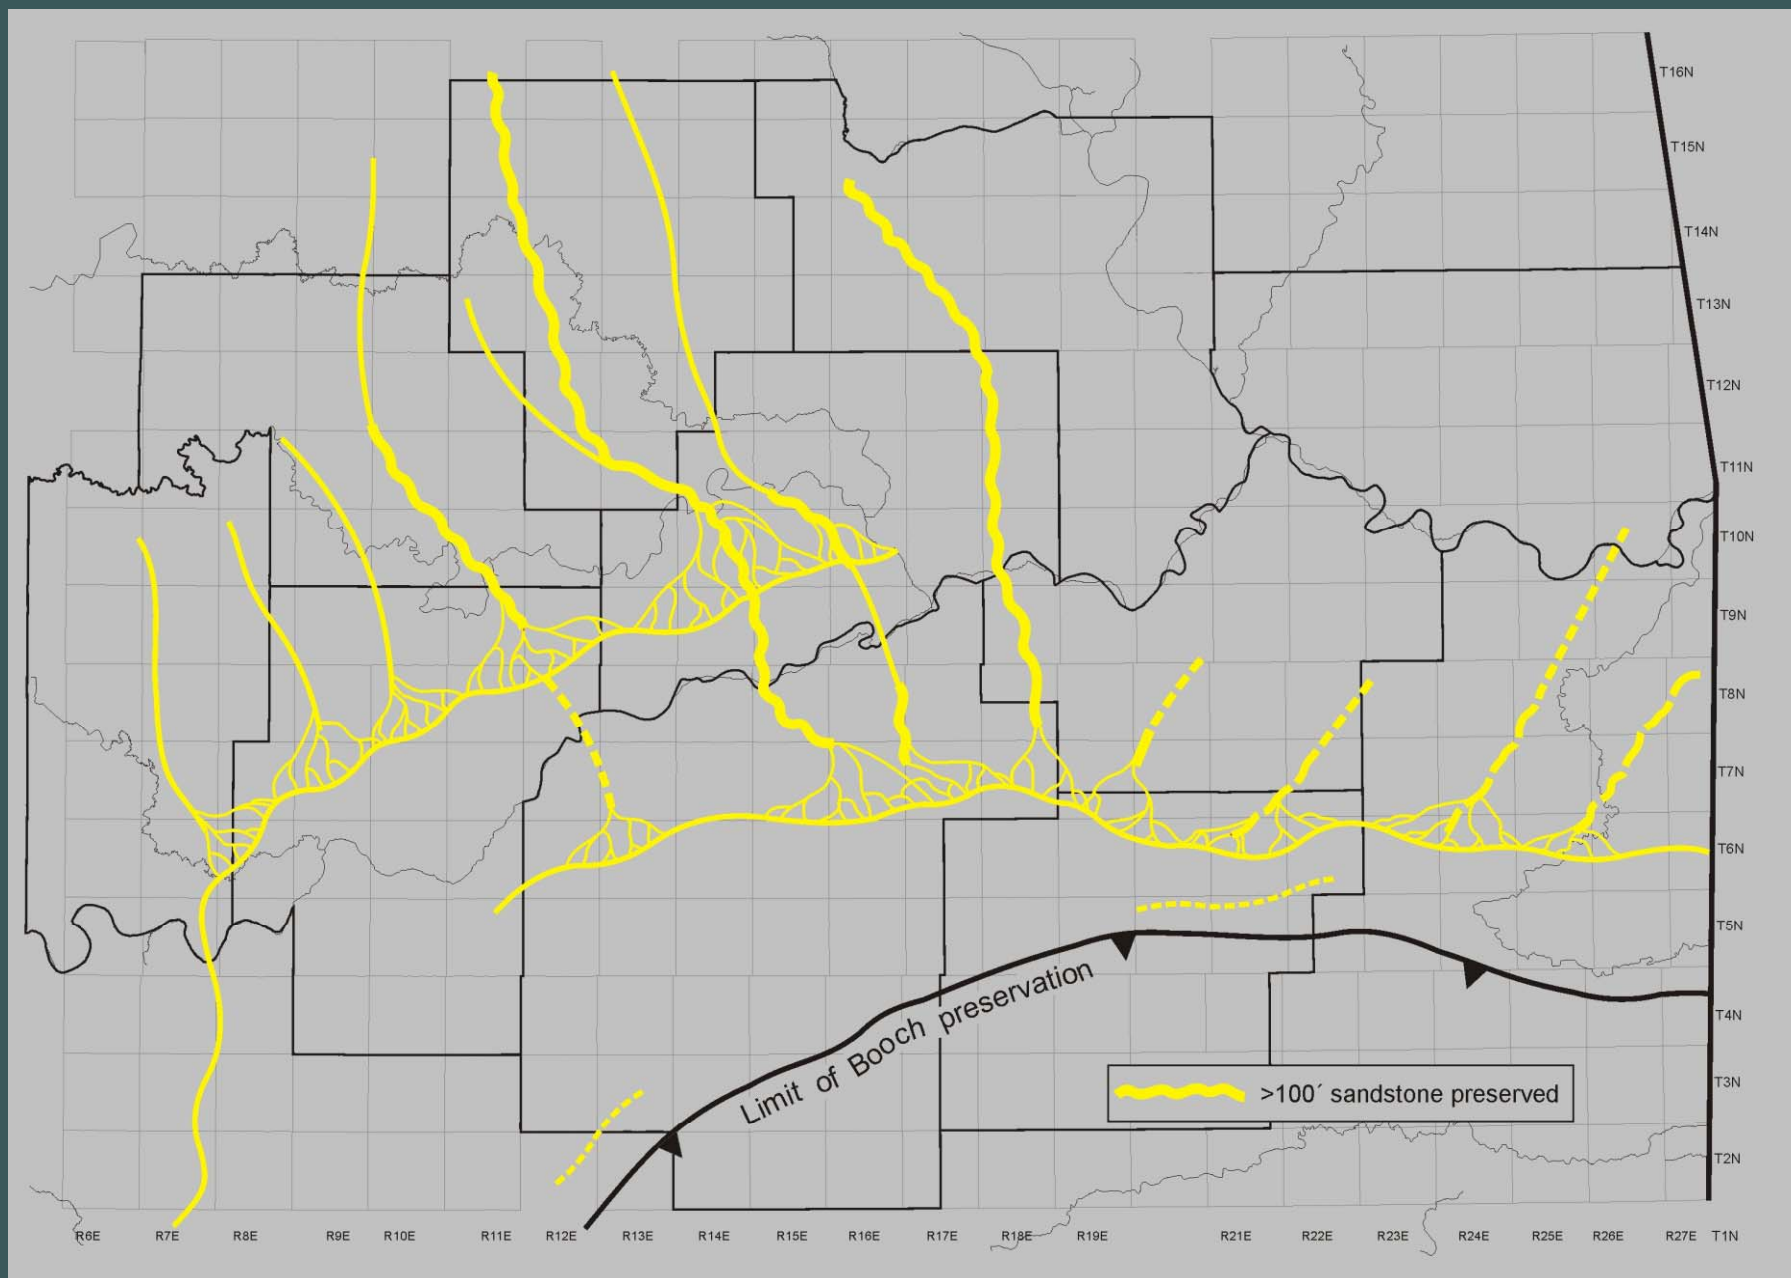 T16N
T15N
T14N
T13N
T12N
T11N
T10N
T9N
T8N
T7N
T6N
T5N
T4N
T3N
T2N
Limit of Booch preservation
>100´ sandstone preserved
R6E R7E R8E R9E R10E R11E R12E R13E R14E R15E R16E R17E R18E R19E R21E R22E R23E R24E R25E R26E R27E T1N